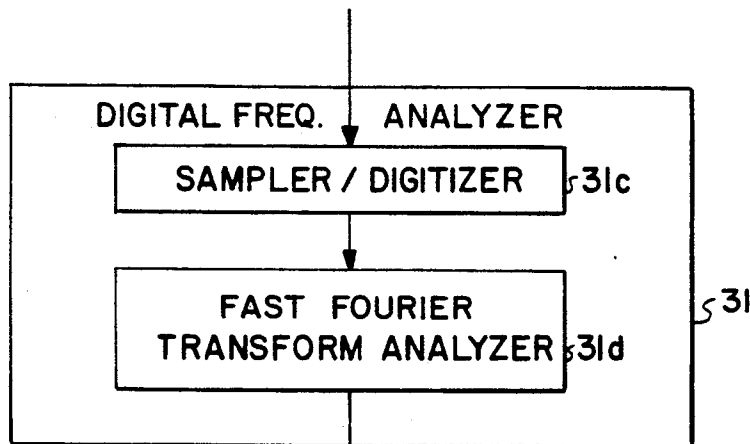 DIGITAL FREQ. ANALYZER
SAMPLER / DIGITIZER 31c
FAST FOURIER
TRANSFORM ANALYZER 31d
31